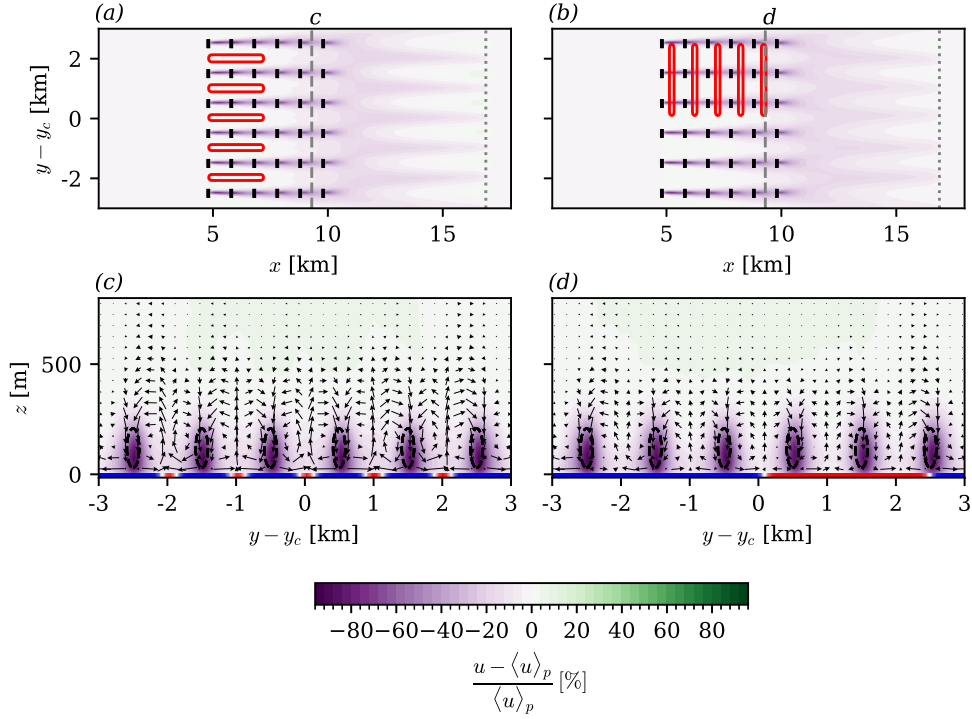 (a) c (b) d
y − y_c [km] 2 0 -2
5 10 15 5 10 15
x [km] x [km]
(c) (d)
z [m] 500 0
-3 -2 -1 0 1 2 3 -3 -2 -1 0 1 2 3
y − y_c [km] y − y_c [km]
−80 −60 −40 −20 0 20 40 60 80
u − ⟨u⟩_p
⟨u⟩_p [%]